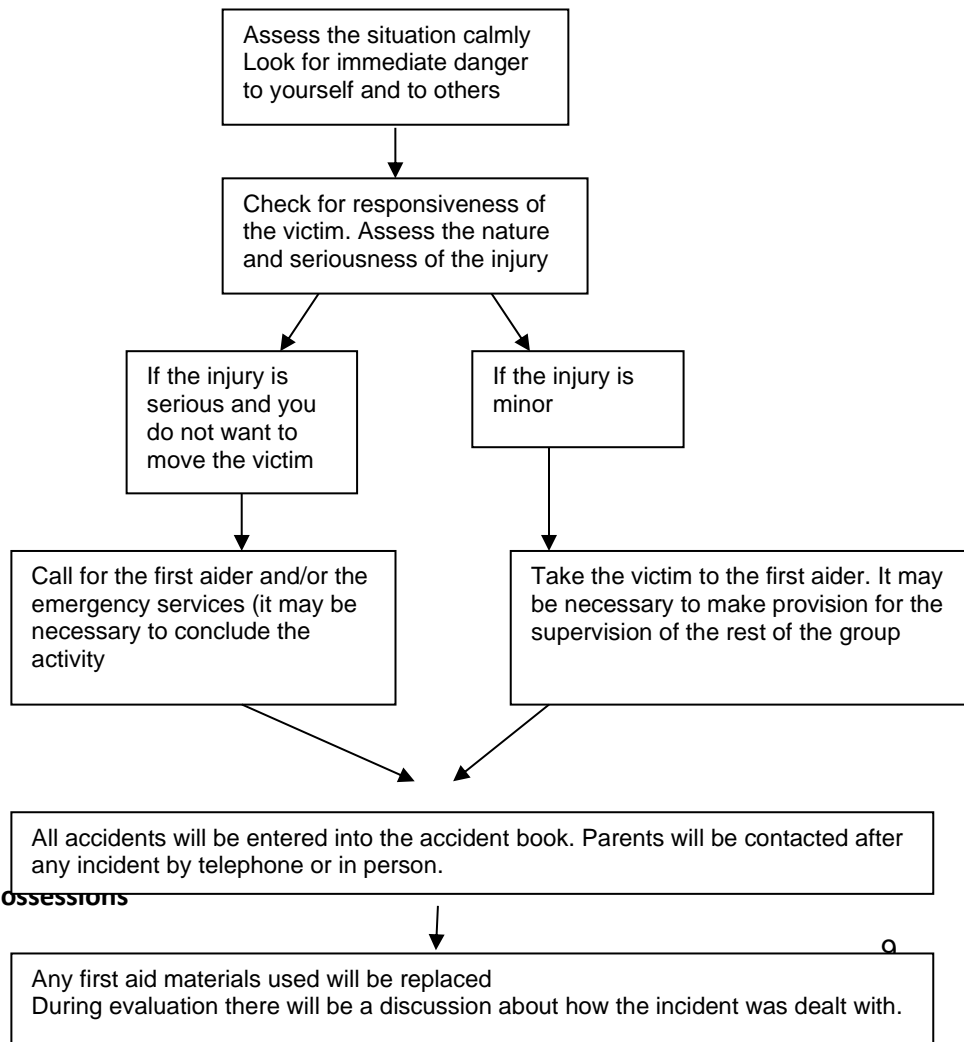 Assess the situation calmly
Look for immediate danger
to yourself and to others
Check for responsiveness of
the victim. Assess the nature
and seriousness of the injury
If the injury is
serious and you
do not want to
move the victim
If the injury is
minor
Call for the first aider and/or the
emergency services (it may be
necessary to conclude the
activity
Take the victim to the first aider. It may
be necessary to make provision for the
supervision of the rest of the group
All accidents will be entered into the accident book. Parents will be contacted after
any incident by telephone or in person.
ossessions
9
Any first aid materials used will be replaced
During evaluation there will be a discussion about how the incident was dealt with.